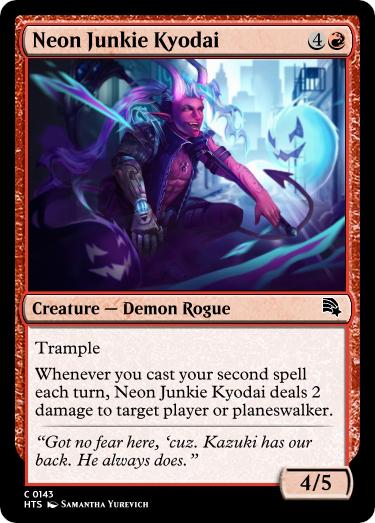 Neon Junkie Kyodai 4
Creature — Demon Rogue
Trample
Whenever you cast your second spell
each turn, Neon Junkie Kyodai deals 2
damage to target player or planeswalker.
“Got no fear here, ‘cuz. Kazuki has our
back. He always does.”
4/5
C 0143
HTS Samantha Yurevich